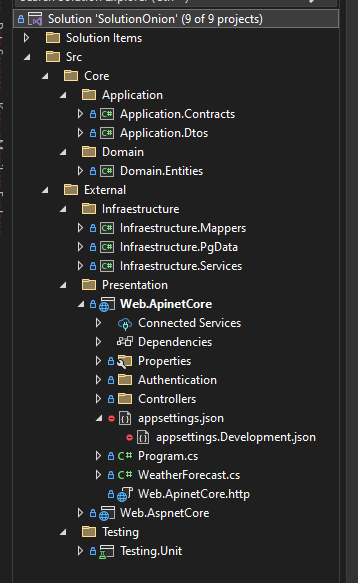 Solution 'SolutionOnion' (9 of 9 projects)
Solution Items
Src
Core
Application
Application.Contracts
Application.Dtos
Domain
Domain.Entities
External
Infraestructure
Infraestructure.Mappers
Infraestructure.PgData
Infraestructure.Services
Presentation
Web.ApinetCore
Connected Services
Dependencies
Properties
Authentication
Controllers
appsettings.json
appsettings.Development.json
C# Program.cs
C# WeatherForecast.cs
Web.ApinetCore.http
Web.AspnetCore
Testing
Testing.Unit